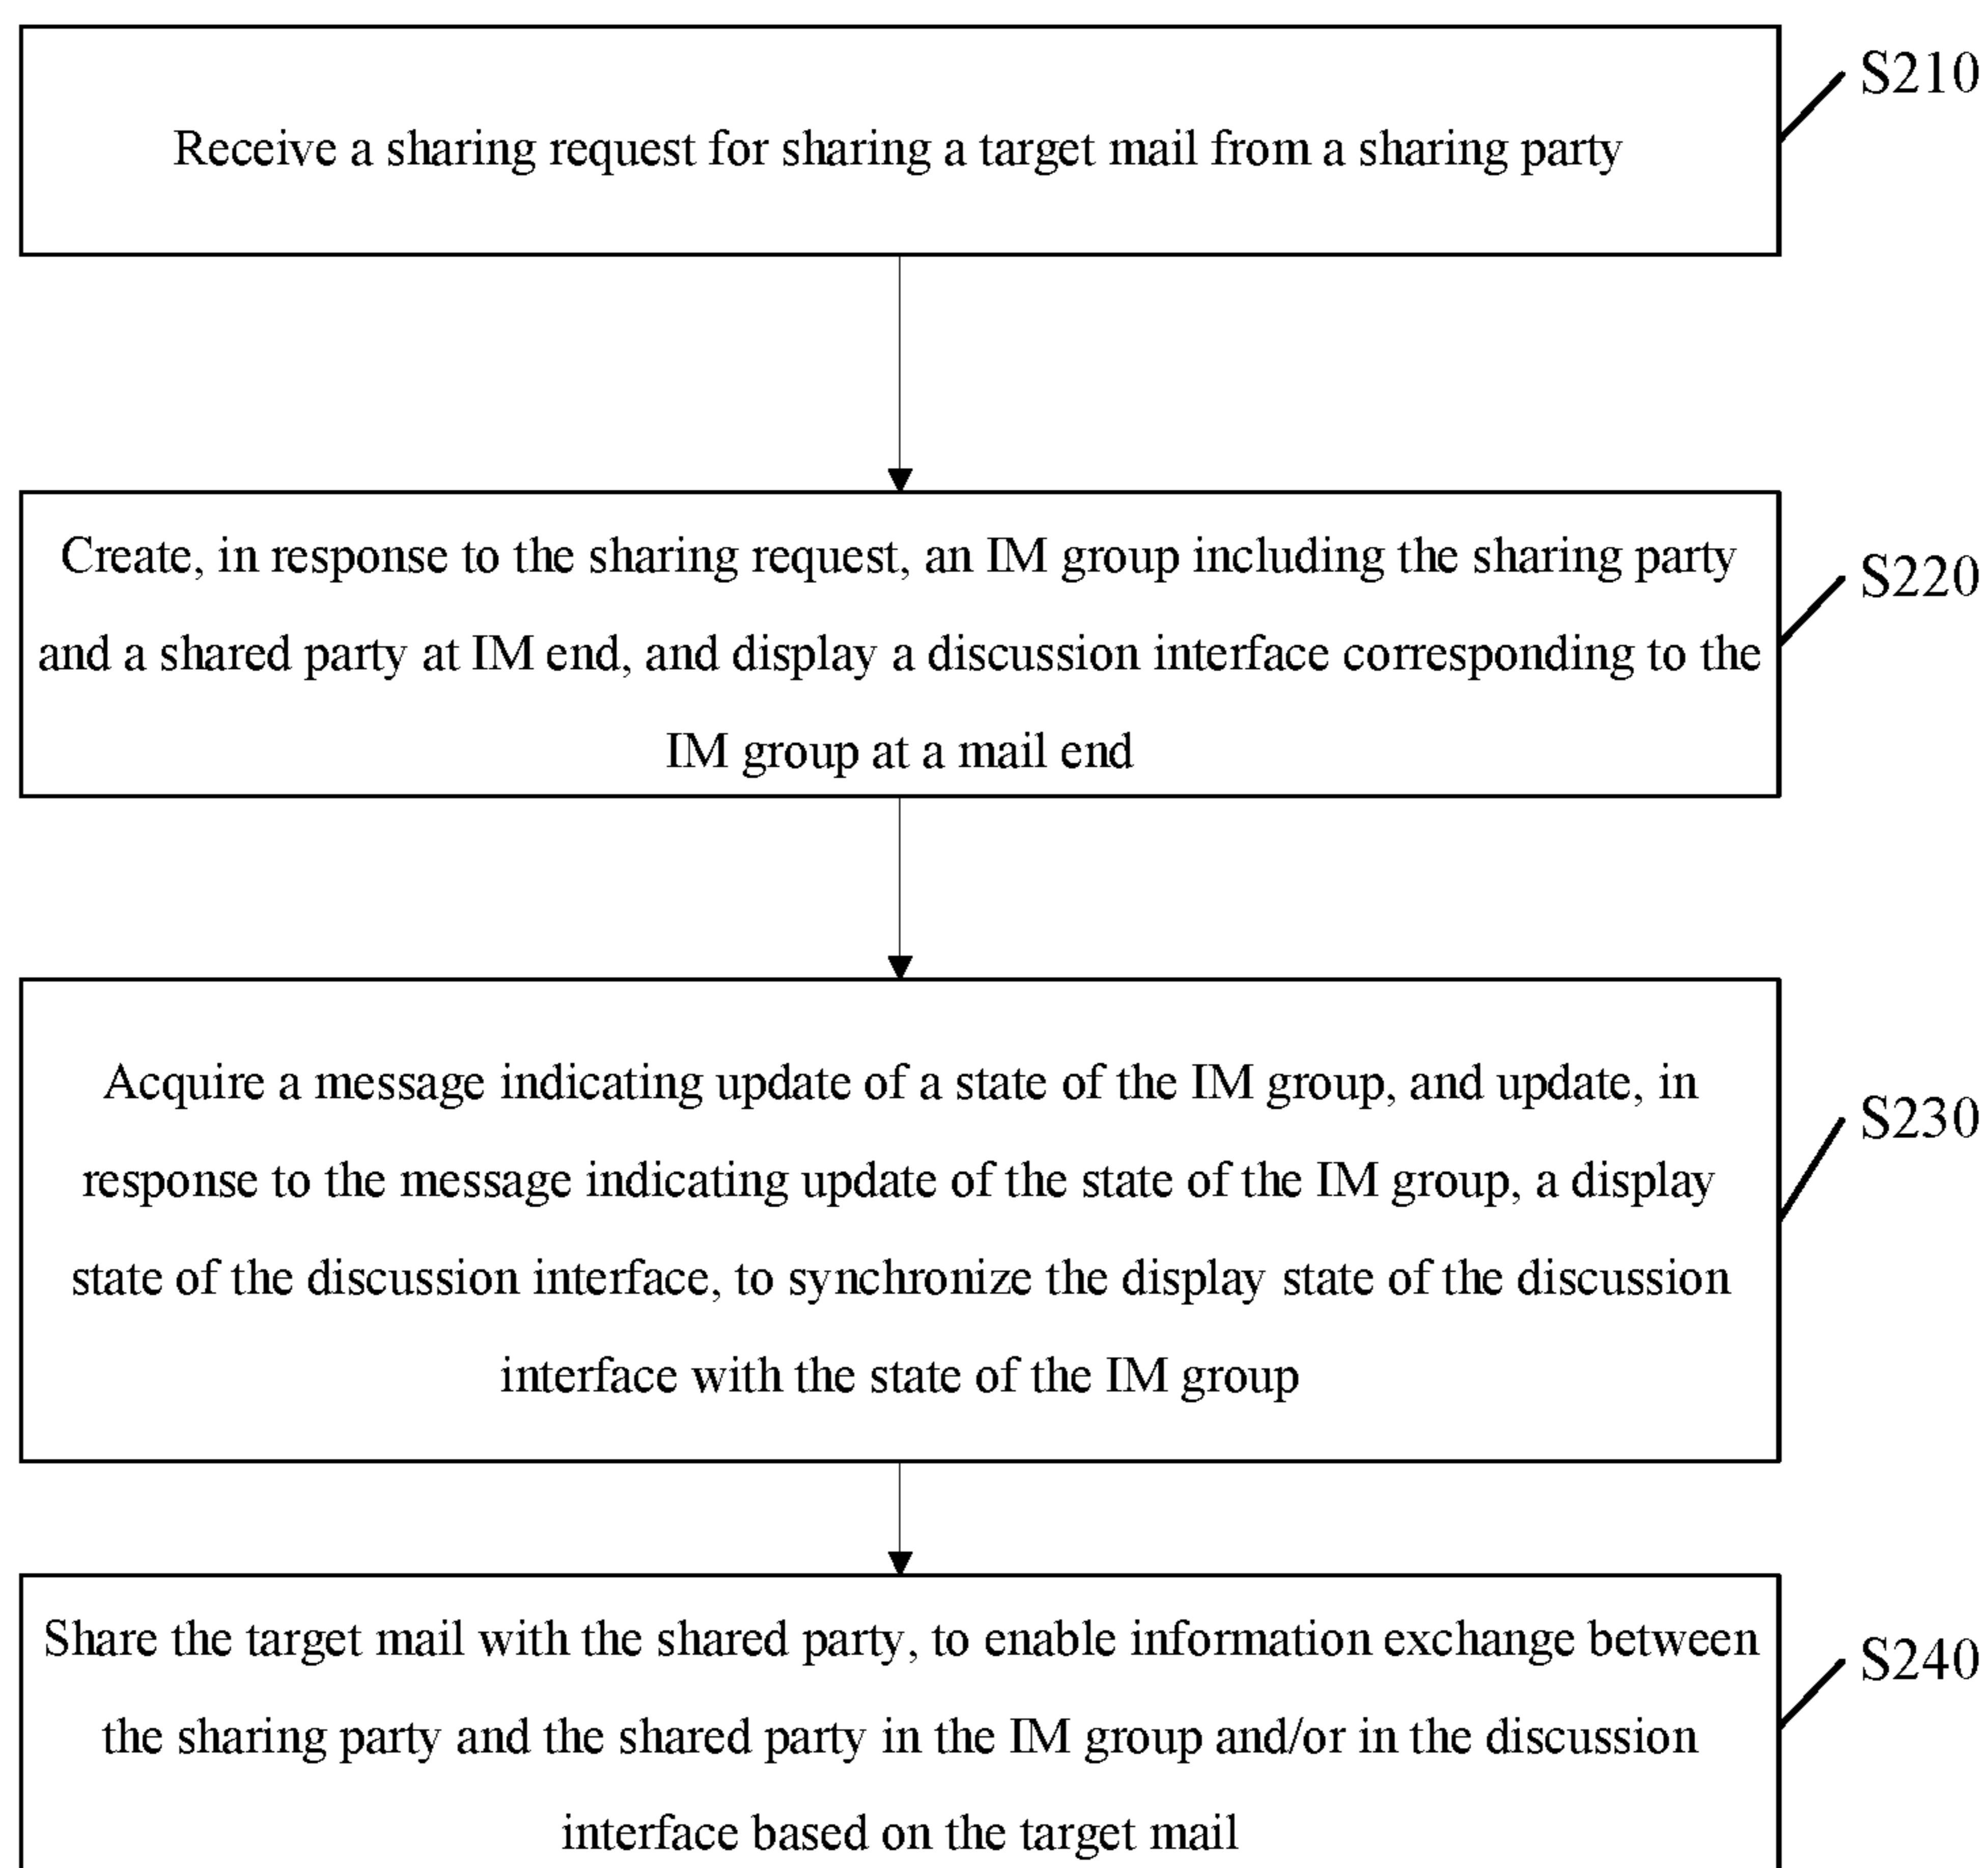 S210
Receive a sharing request for sharing a target mail from a sharing party
Create, in response to the sharing request, an IM group including the sharing party
S220
and a shared party at IM end, and display a discussion interface corresponding to the
IM group at a mail end
Acquire a message indicating update of a state of the IM group, and update, in
S230
response to the message indicating update of the state of the IM group, a display
state of the discussion interface, to synchronize the display state of the discussion
interface with the state of the IM group
Share the target mail with the shared party, to enable information exchange between
S240
the sharing party and the shared party in the IM group and/or in the discussion
interface based on the target mail